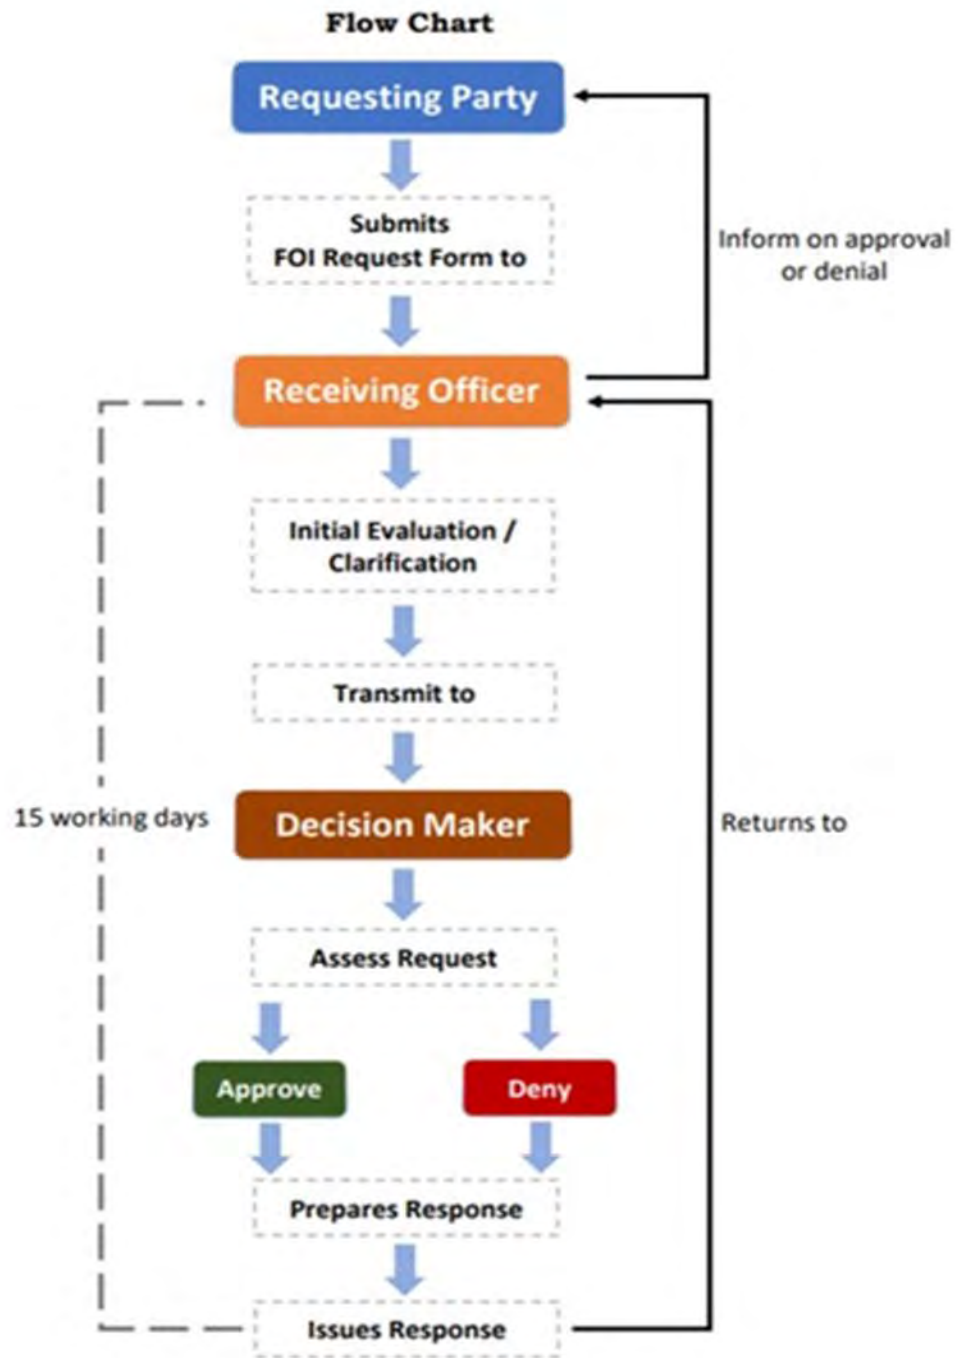 Flow Chart
Requesting Party
Submits
FOI Request Form to
Inform on approval
or denial
Receiving Officer
Initial Evaluation /
Clarification
Transmit to
15 working days
Decision Maker
Returns to
Assess Request
Approve
Deny
Prepares Response
Issues Response